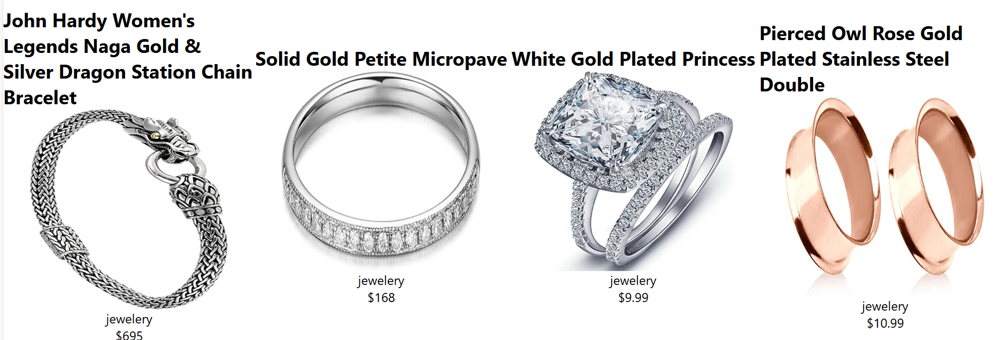 John Hardy Women's
Legends Naga Gold &
Silver Dragon Station Chain
Bracelet
jewelery
$695
Solid Gold Petite Micropave
jewelery
$168
White Gold Plated Princess
jewelery
$9.99
Pierced Owl Rose Gold
Plated Stainless Steel
Double
jewelery
$10.99